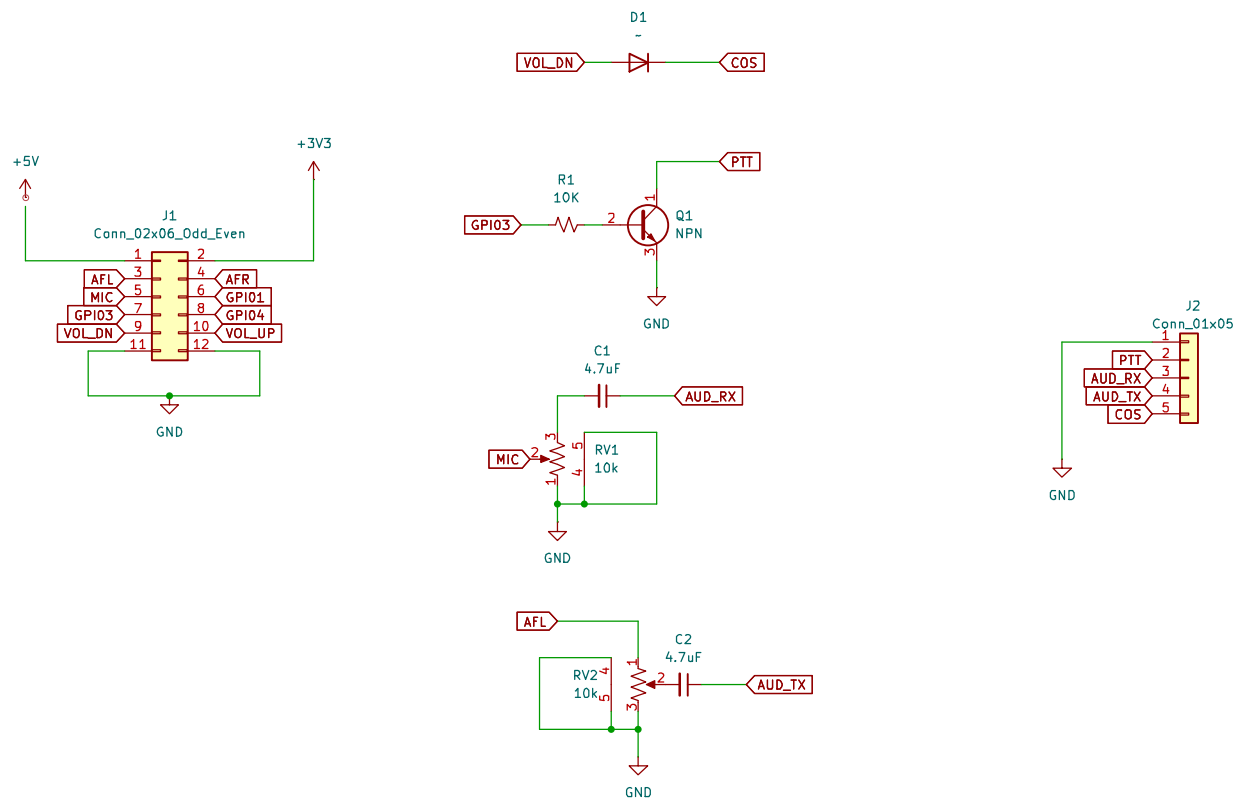 D1
~
VOL_DN
COS
+5V
+3V3
J1
Conn_02x06_Odd_Even
1 2
AFL 3 4 AFR
MIC 5 6 GPIO1
GPIO3 7 8 GPIO4
VOL_DN 9 10 VOL_UP
11 12
GND
PTT
R1
10K
GPIO3
1
2
3
Q1
NPN
GND
C1
4.7uF
AUD_RX
MIC
2
3
1
5
4
RV1
10k
GND
J2
Conn_01x05
1
PTT 2
AUD_RX 3
AUD_TX 4
COS 5
GND
AFL
C2
4.7uF
RV2
10k
4
5
1
2
3
AUD_TX
GND